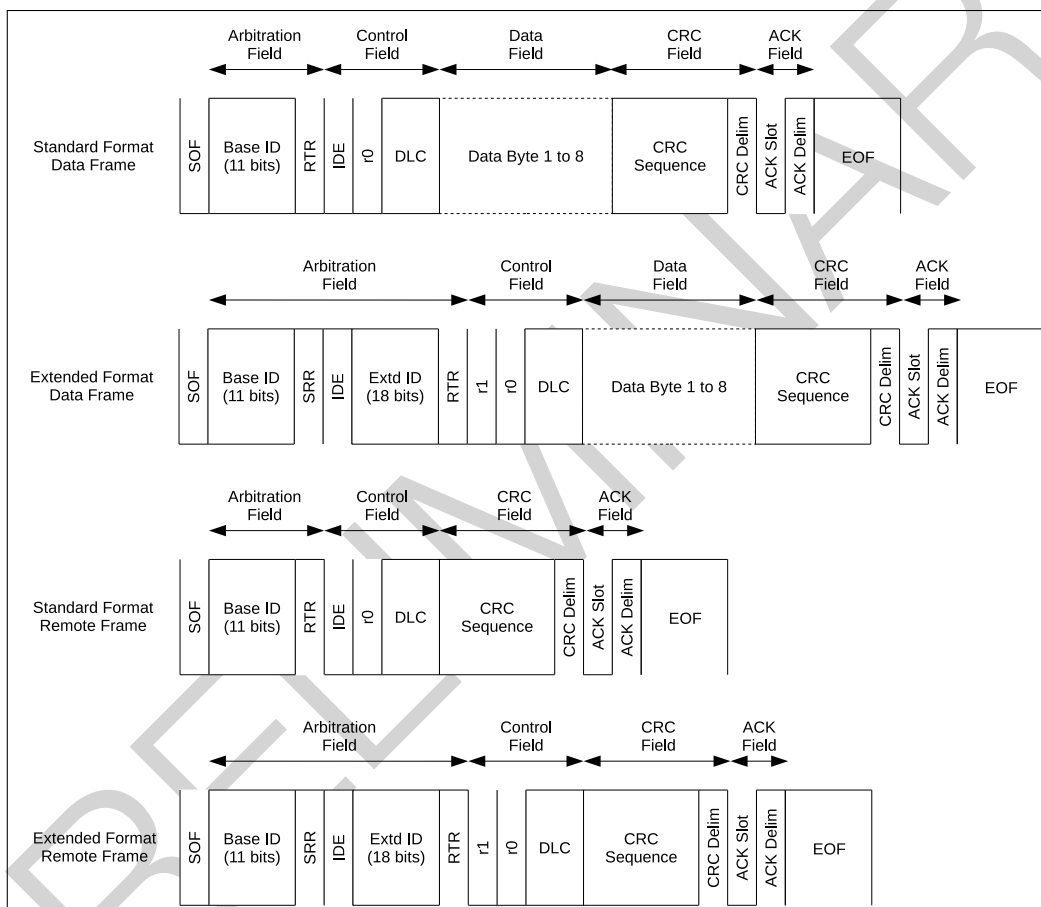 Arbitration Field
Control Field
Data Field
CRC Field
ACK Field
Standard Format Data Frame
SOF
Base ID (11 bits)
RTR
IDE
r0
DLC
Data Byte 1 to 8
CRC Sequence
CRC Delim
ACK Slot
ACK Delim
EOF
Arbitration Field
Control Field
Data Field
CRC Field
ACK Field
Extended Format Data Frame
SOF
Base ID (11 bits)
SRR
IDE
Extd ID (18 bits)
RTR
r1
r0
DLC
Data Byte 1 to 8
CRC Sequence
CRC Delim
ACK Slot
ACK Delim
EOF
Arbitration Field
Control Field
CRC Field
ACK Field
Standard Format Remote Frame
SOF
Base ID (11 bits)
RTR
IDE
r0
DLC
CRC Sequence
CRC Delim
ACK Slot
ACK Delim
EOF
Arbitration Field
Control Field
CRC Field
ACK Field
Extended Format Remote Frame
SOF
Base ID (11 bits)
SRR
IDE
Extd ID (18 bits)
RTR
r1
r0
DLC
CRC Sequence
CRC Delim
ACK Slot
ACK Delim
EOF
RELIMINAR